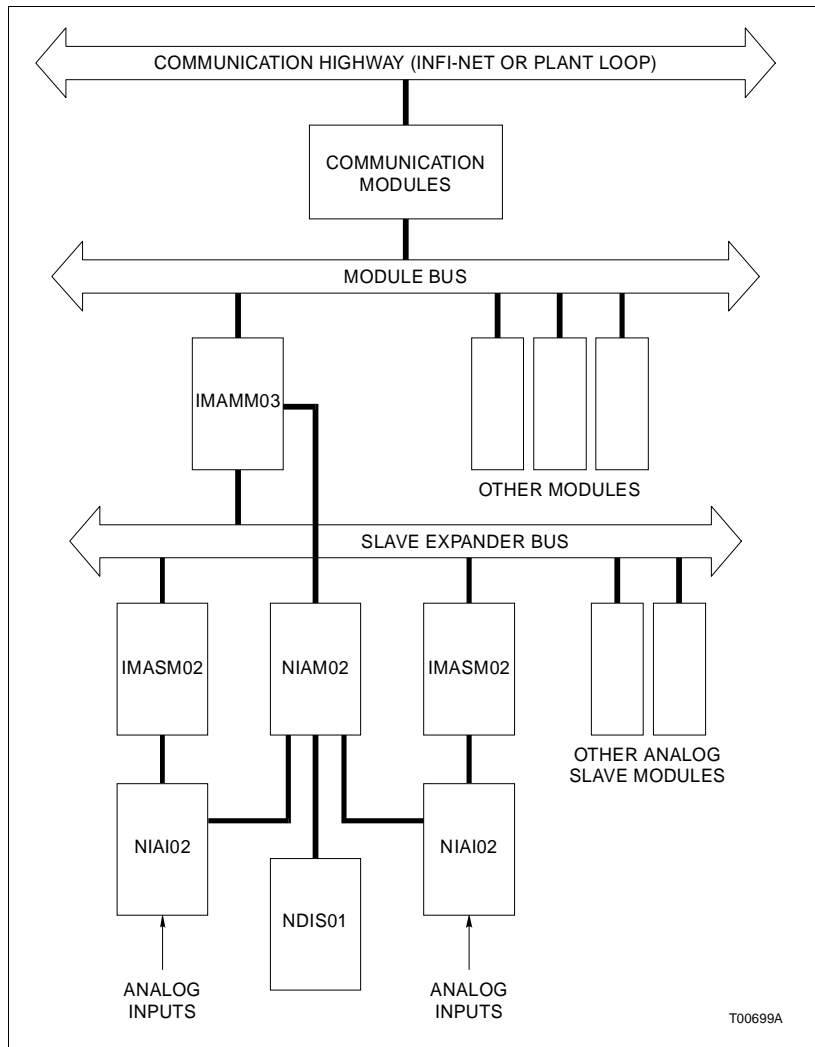 COMMUNICATION HIGHWAY (INFI-NET OR PLANT LOOP)
COMMUNICATION
MODULES
MODULE BUS
IMAMM03
OTHER MODULES
SLAVE EXPANDER BUS
IMASM02
NIAM02
IMASM02
OTHER ANALOG
SLAVE MODULES
NIAI02
NDIS01
NIAI02
ANALOG
INPUTS
ANALOG
INPUTS
T00699A